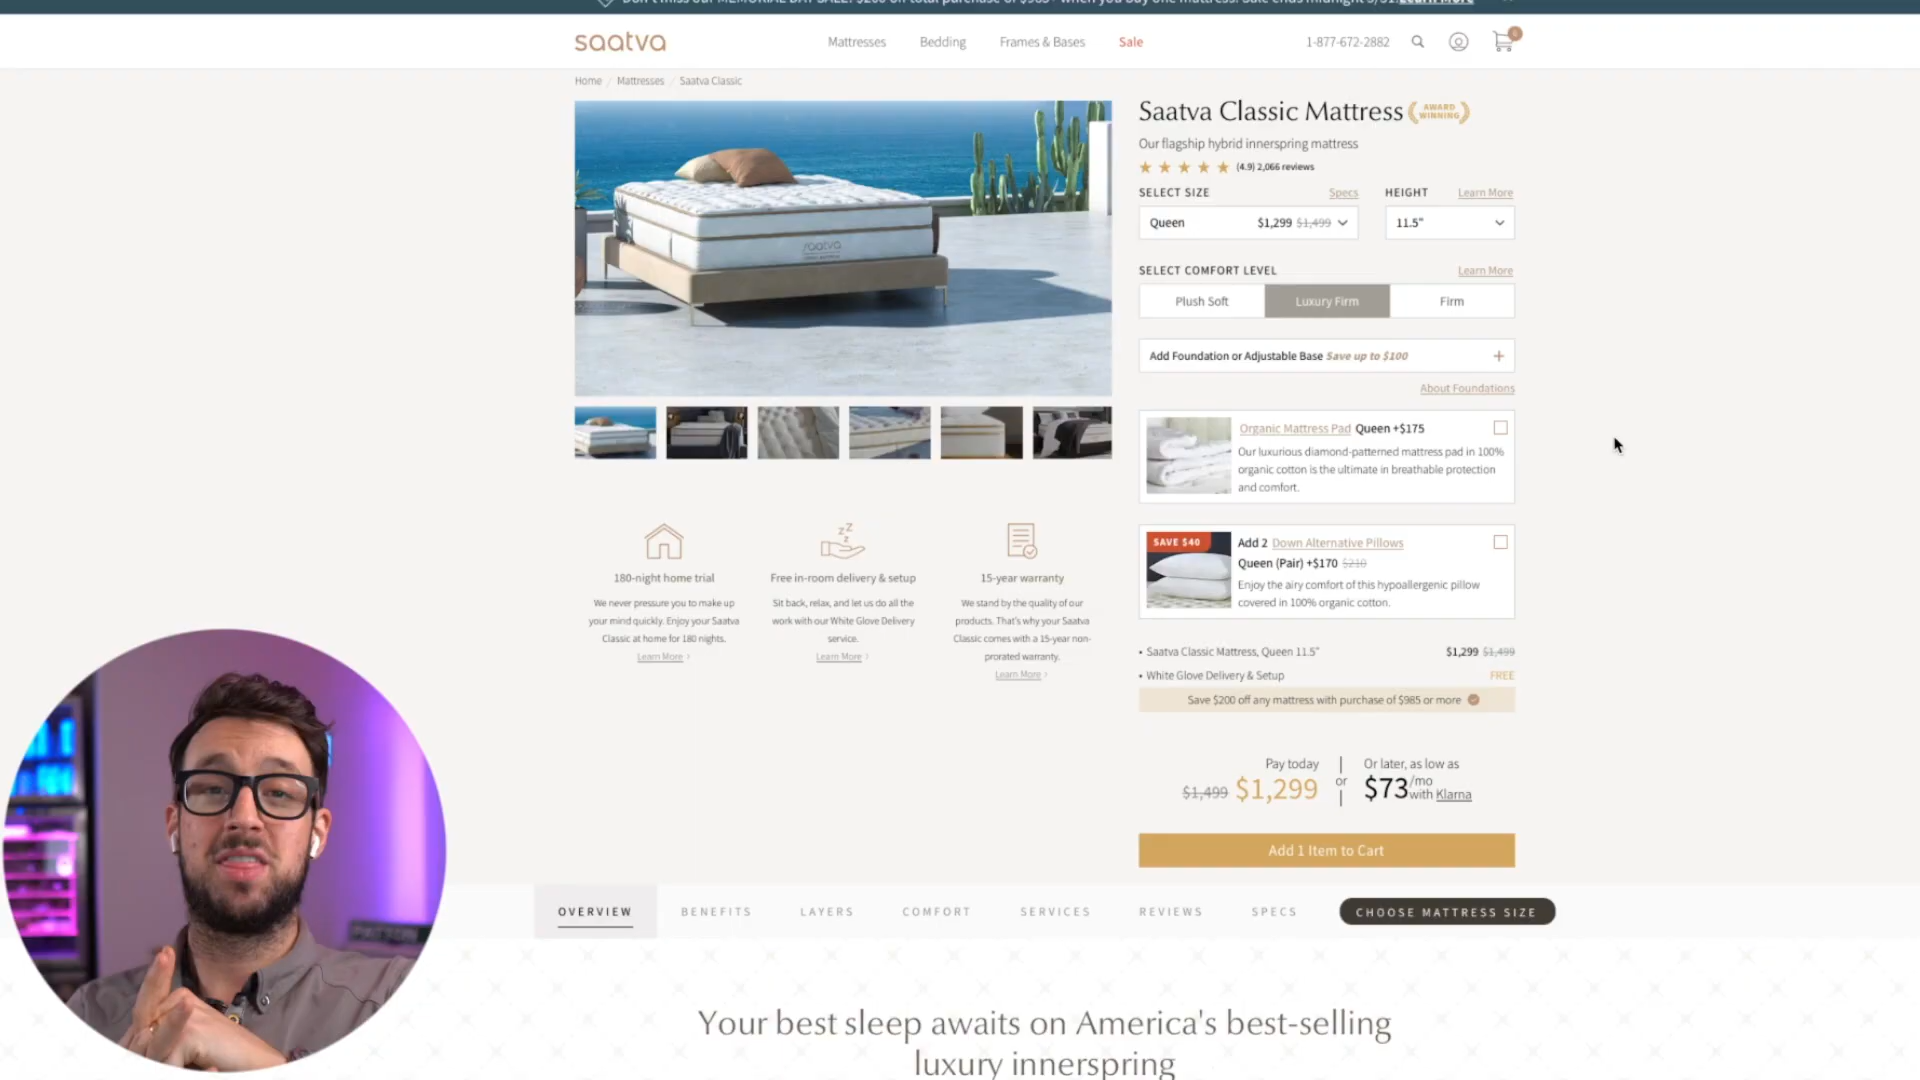 saatva
Mattresses
Bedding
Frames & Bases
Sale
1-877-672-2882
Home / Mattresses / Saatva Classic
Saatva Classic Mattress
AWARD
WINNING
Our flagship hybrid innerspring mattress
(4.9) 2,066 reviews
SELECT SIZE
Specs
HEIGHT
Learn More
Queen $1,299 $1,499
11.5"
SELECT COMFORT LEVEL
Learn More
Plush Soft
Luxury Firm
Firm
Add Foundation or Adjustable Base Save up to $100
+
About Foundations
Organic Mattress Pad Queen +$175
Our luxurious diamond-patterned mattress pad in 100%
organic cotton is the ultimate in breathable protection
and comfort.
SAVE $40
Add 2 Down Alternative Pillows
Queen (Pair) +$170 $210
Enjoy the airy comfort of this hypoallergenic pillow
covered in 100% organic cotton.
• Saatva Classic Mattress, Queen 11.5" $1,299 $1,499
• White Glove Delivery & Setup FREE
Save $200 off any mattress with purchase of $985 or more
Pay today
$1,499 $1,299
or
Or later, as low as
$73/mo
with Klarna
Add 1 Item to Cart
saatva
180-night home trial
We never pressure you to make up
your mind quickly. Enjoy your Saatva
Classic at home for 180 nights.
Learn More ›
Free in-room delivery & setup
Sit back, relax, and let us do all the
work with our White Glove Delivery
service.
Learn More ›
15-year warranty
We stand by the quality of our
products. That's why your Saatva
Classic comes with a 15-year non-
prorated warranty.
Learn More ›
OVERVIEW
BENEFITS
LAYERS
COMFORT
SERVICES
REVIEWS
SPECS
CHOOSE MATTRESS SIZE
Your best sleep awaits on America's best-selling
luxury innerspring